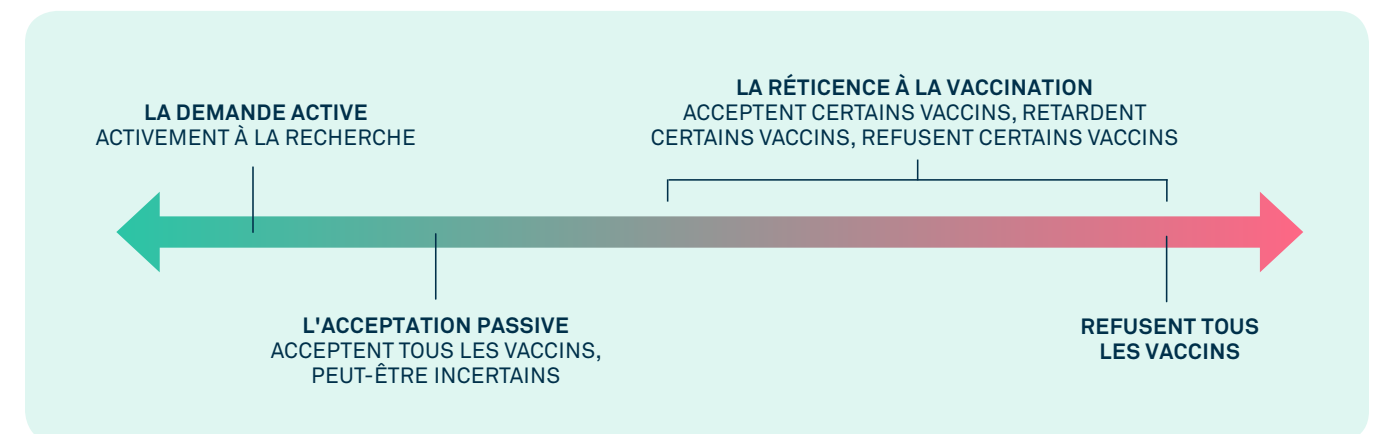 LA DEMANDE ACTIVE
ACTIVEMENT À LA RECHERCHE
LA RÉTICENCE À LA VACCINATION
ACCEPTENT CERTAINS VACCINS, RETARDENT
CERTAINS VACCINS, REFUSENT CERTAINS VACCINS
L'ACCEPTATION PASSIVE
ACCEPTENT TOUS LES VACCINS,
PEUT-ÊTRE INCERTAINS
REFUSENT TOUS
LES VACCINS